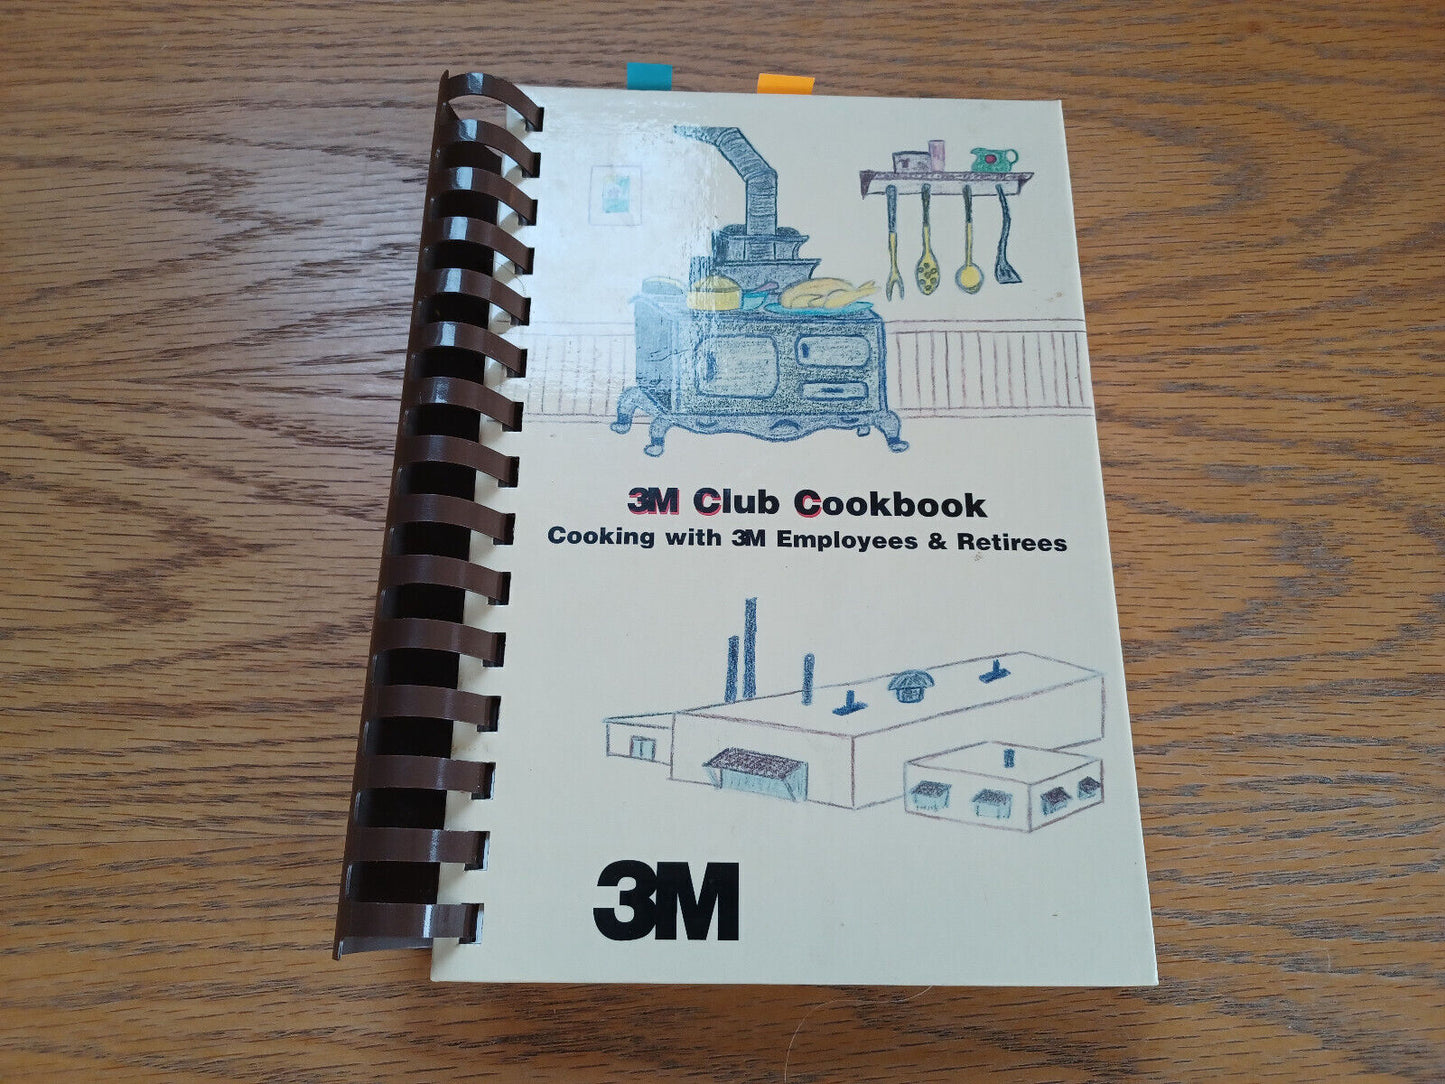 3M Club Cookbook
Cooking with 3M Employees & Retirees
3M